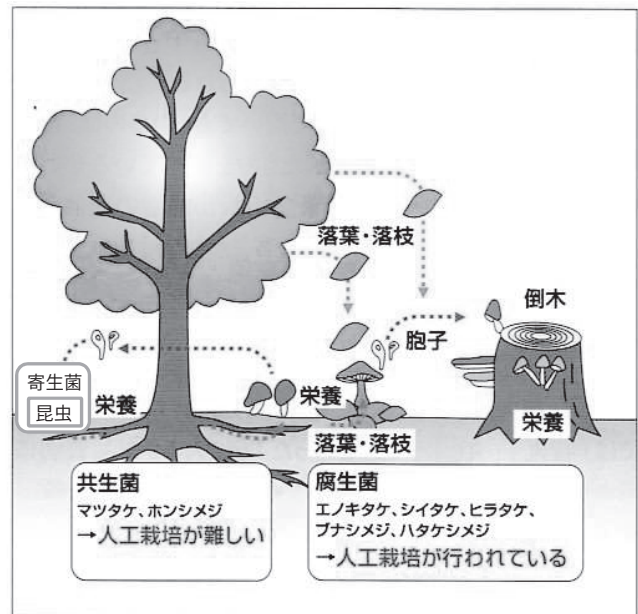 落葉・落枝
倒木
胞子
寄生菌
昆虫
栄養
栄養
栄養
落葉・落枝
共生菌
マツタケ、ホンシメジ
→人工栽培が難しい
腐生菌
エノキタケ、シイタケ、ヒラタケ、
ブナシメジ、ハタケシメジ
→人工栽培が行われている